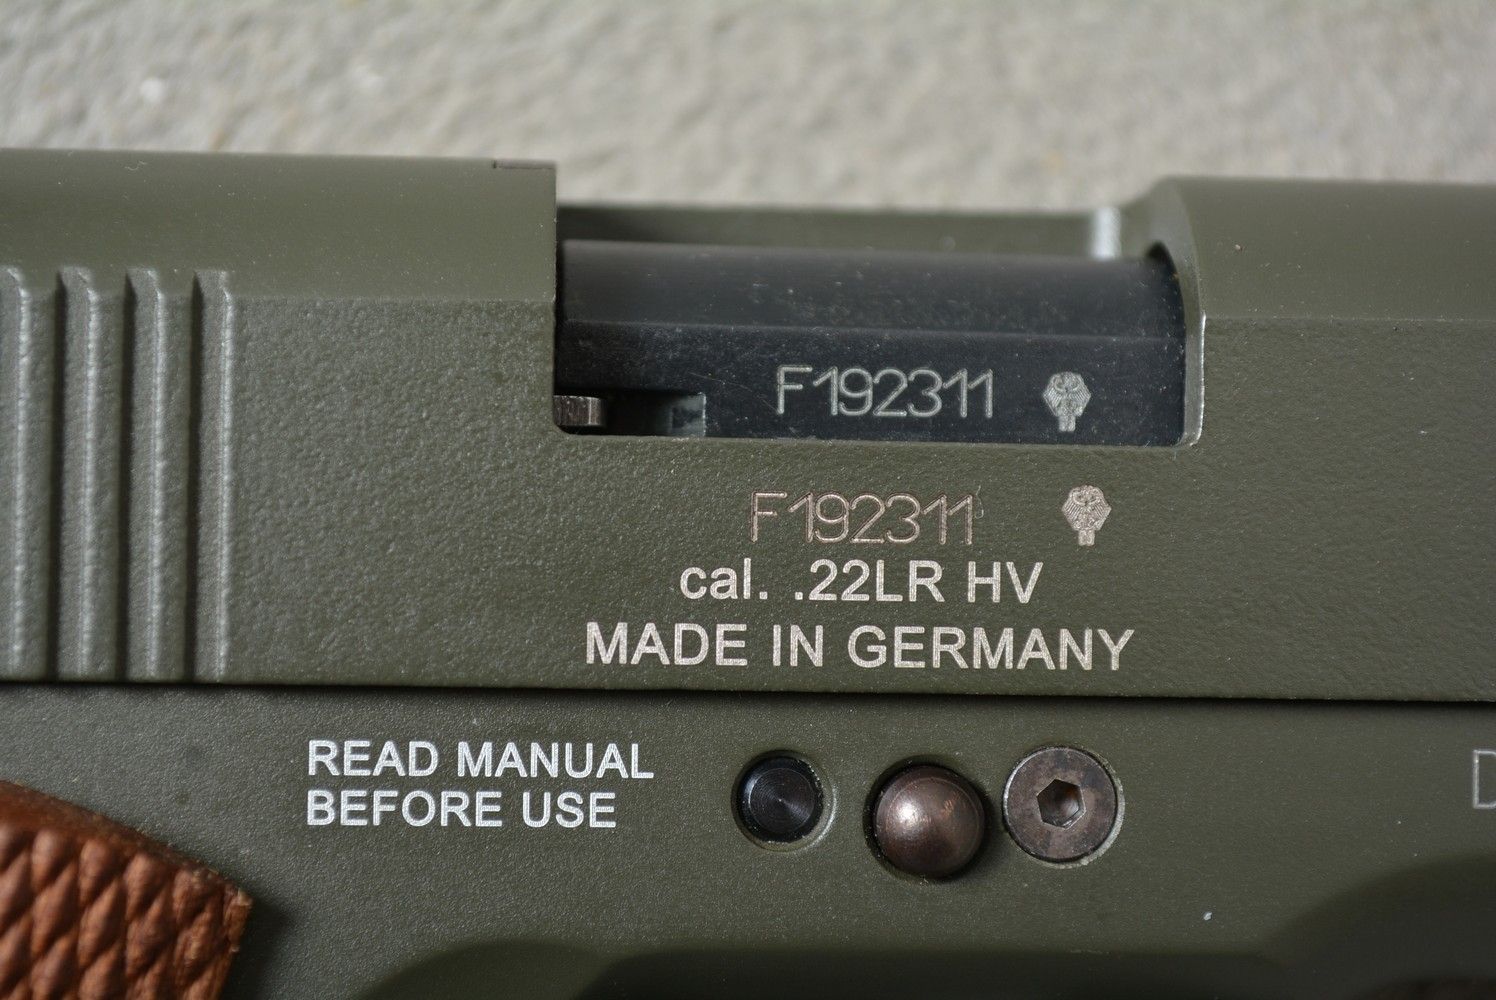 F192311
F192311
cal. .22LR HV
MADE IN GERMANY
READ MANUAL
BEFORE USE
D